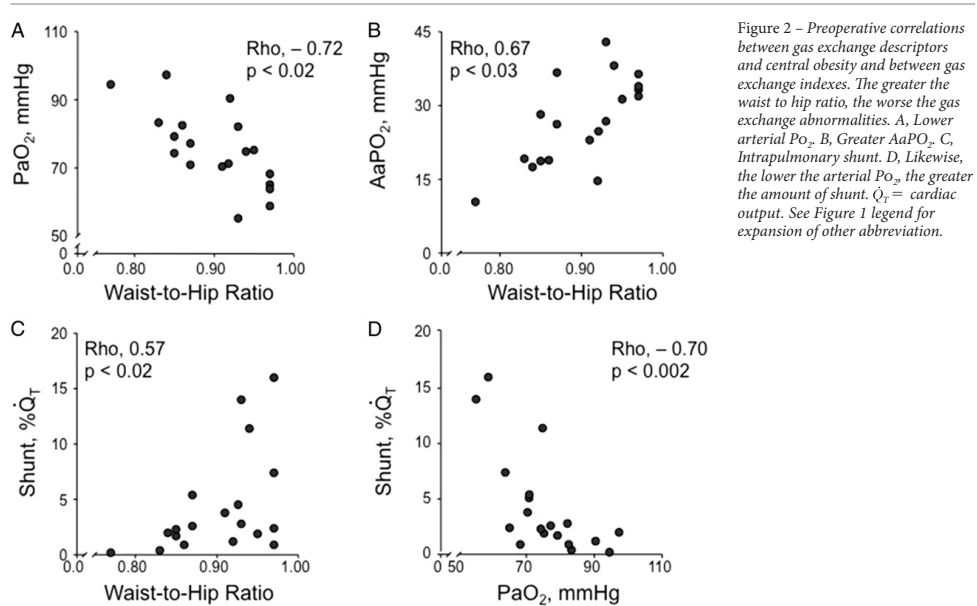 A
110
90
70
50
0
PaO2, mmHg
Rho, – 0.72
p < 0.02
0.0 0.80 0.90 1.00
Waist-to-Hip Ratio
B
45
30
15
0
AaPO2, mmHg
Rho, 0.67
p < 0.03
0.0 0.80 0.90 1.00
Waist-to-Hip Ratio
Figure 2 – Preoperative correlations
between gas exchange descriptors
and central obesity and between gas
exchange indexes. The greater the
waist to hip ratio, the worse the gas
exchange abnormalities. A, Lower
arterial Po2. B, Greater AaPO2. C,
Intrapulmonary shunt. D, Likewise,
the lower the arterial Po2, the greater
the amount of shunt. Q̇T = cardiac
output. See Figure 1 legend for
expansion of other abbreviation.
C
20
15
10
5
0
Shunt, %Q̇T
Rho, 0.57
p < 0.02
0.0 0.80 0.90 1.00
Waist-to-Hip Ratio
D
20
15
10
5
0
Shunt, %Q̇T
Rho, – 0.70
p < 0.002
0 50 70 90 110
PaO2, mmHg